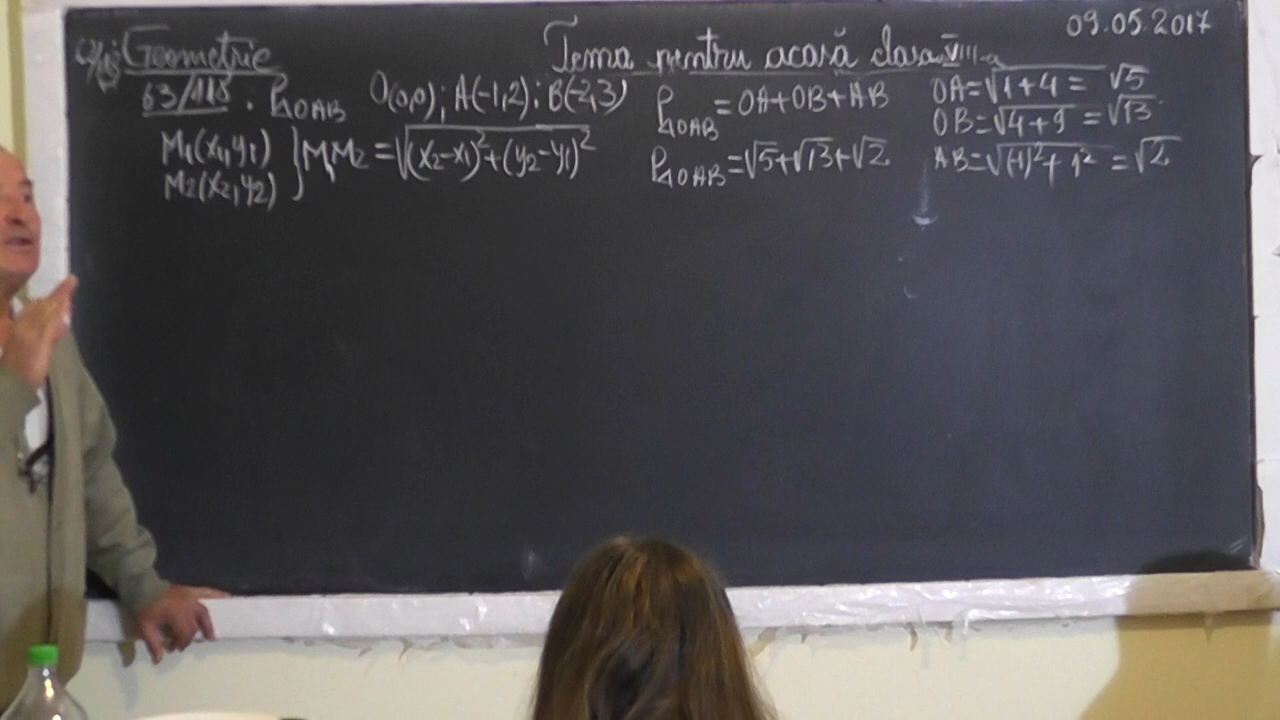 09.05.2017
Geometrie
Tema pentru acasă clasa VIII-a
63/118 : P△OAB O(0,0); A(-1,2); B(-2,3)
M₁(x₁,y₁)
M₂(x₂,y₂)
} M₁M₂ = √(x₂-x₁)²+(y₂-y₁)²
P△OAB = OA+OB+AB
P△OAB = √5+√13+√2
OA=√1+4 = √5
OB=√4+9 = √13
AB=√(-1)²+1² = √2